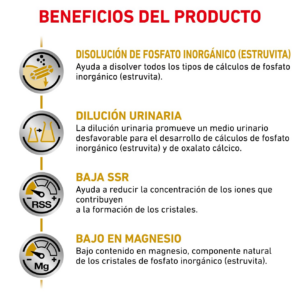 BENEFICIOS DEL PRODUCTO
DISOLUCIÓN DE FOSFATO INORGÁNICO (ESTRUVITA)
Ayuda a disolver todos los tipos de cálculos de fosfato
inorgánico (estruvita).
DILUCIÓN URINARIA
La dilución urinaria promueve un medio urinario
desfavorable para el desarrollo de cálculos de fosfato
inorgánico (estruvita) y de oxalato cálcico.
BAJA SSR
Ayuda a reducir la concentración de los iones que
contribuyen
a la formación de los cristales.
- +
RSS
BAJO EN MAGNESIO
Bajo contenido en magnesio, componente natural
de los cristales de fosfato inorgánico (estruvita).
- +
Mg